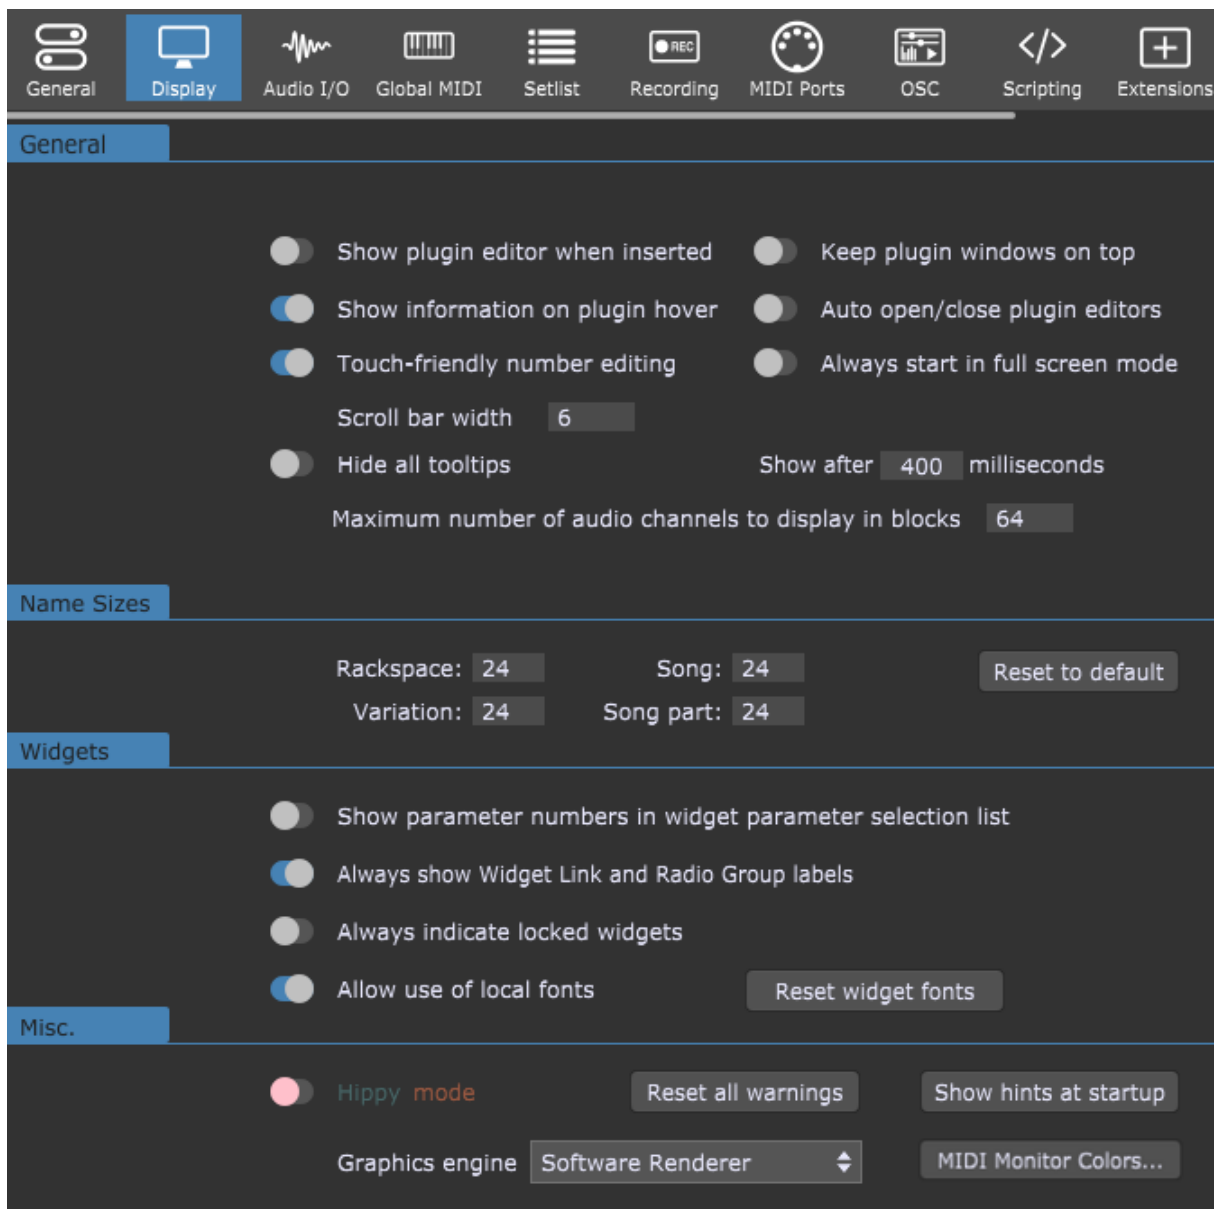 REC
General Display Audio I/O Global MIDI Setlist Recording MIDI Ports OSC Scripting Extensions
General
Show plugin editor when inserted Keep plugin windows on top
Show information on plugin hover Auto open/close plugin editors
Touch-friendly number editing Always start in full screen mode
Scroll bar width 6
Hide all tooltips Show after 400 milliseconds
Maximum number of audio channels to display in blocks 64
Name Sizes
Rackspace: 24 Song: 24 Reset to default
Variation: 24 Song part: 24
Widgets
Show parameter numbers in widget parameter selection list
Always show Widget Link and Radio Group labels
Always indicate locked widgets
Allow use of local fonts Reset widget fonts
Misc.
Hippy mode Reset all warnings Show hints at startup
Graphics engine Software Renderer MIDI Monitor Colors...